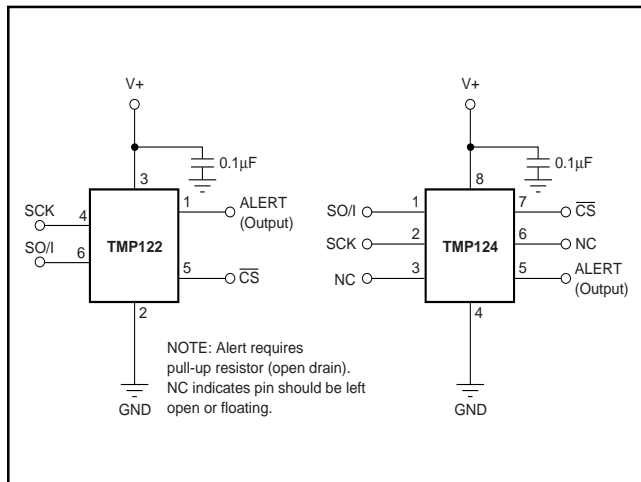 V+
0.1μF
3
SCK
4
SO/I
6
TMP122
1
ALERT
(Output)
5
C̅S̅
2
GND
V+
0.1μF
8
SO/I
1
SCK
2
NC
3
TMP124
7
C̅S̅
6
NC
5
ALERT
(Output)
4
GND
NOTE: Alert requires
pull-up resistor (open drain).
NC indicates pin should be left
open or floating.